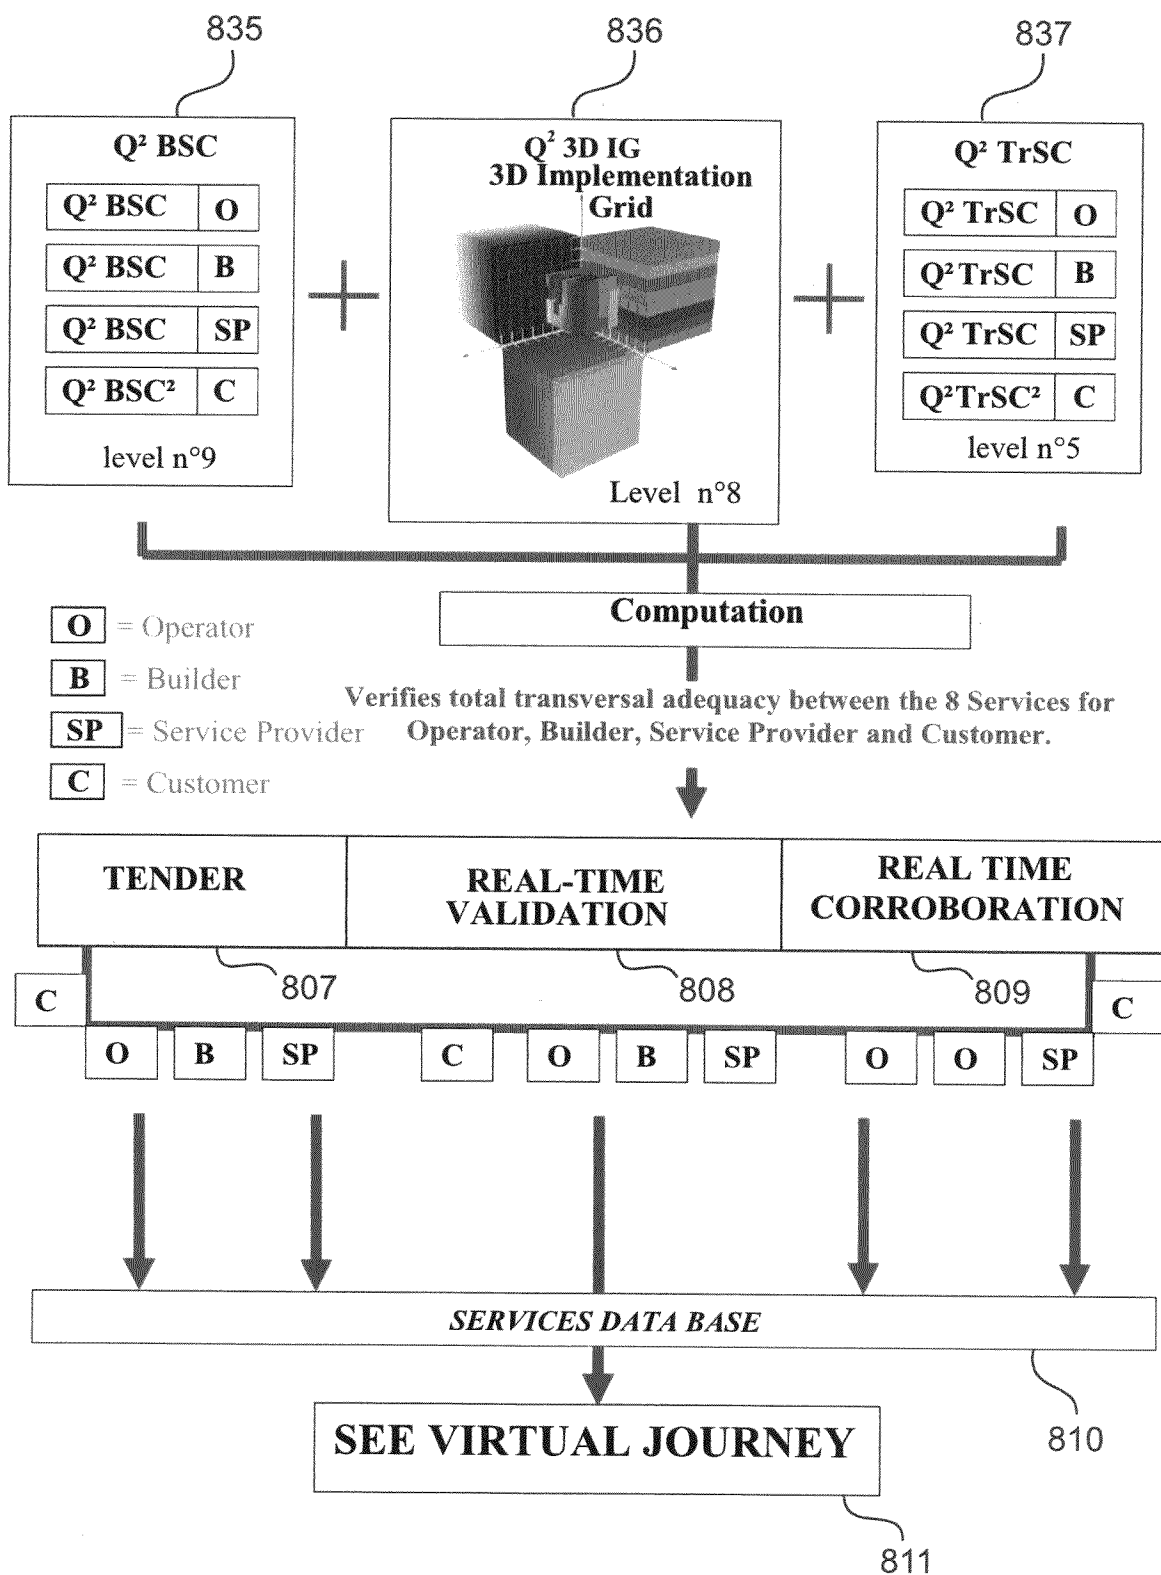 835
836
837
Q² BSC
Q² BSC O
Q² BSC B
Q² BSC SP
Q² BSC² C
level n°9
Q² 3D IG
3D Implementation
Grid
Level n°8
Q² TrSC
Q² TrSC O
Q² TrSC B
Q² TrSC SP
Q² TrSC² C
level n°5
Computation
O = Operator
B = Builder
SP = Service Provider
C = Customer
Verifies total transversal adequacy between the 8 Services for
Operator, Builder, Service Provider and Customer.
TENDER
REAL-TIME
VALIDATION
REAL TIME
CORROBORATION
807
808
809
C
C
O B SP C O B SP O O SP
SERVICES DATA BASE
810
SEE VIRTUAL JOURNEY
811